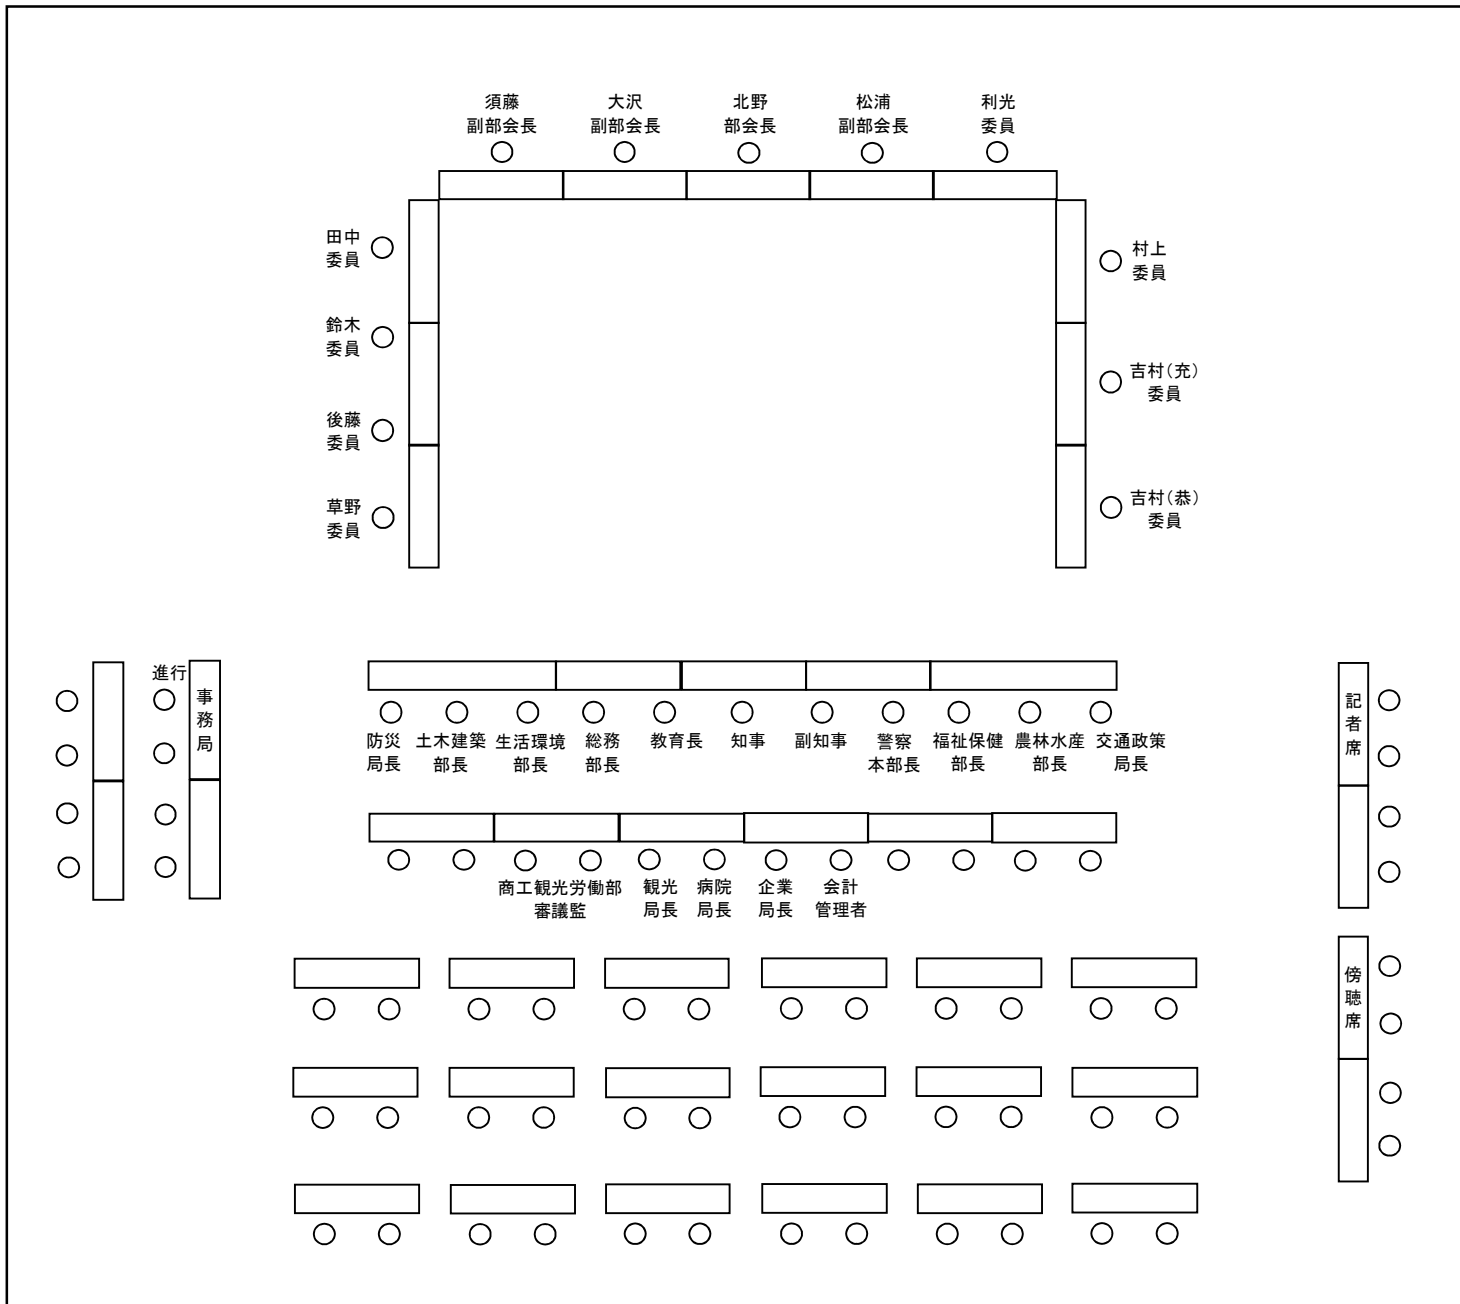 須藤
副部会長
大沢
副部会長
北野
部会長
松浦
副部会長
利光
委員
田中
委員
鈴木
委員
後藤
委員
草野
委員
村上
委員
吉村(充)
委員
吉村(恭)
委員
進行
事務局
防災
局長
土木建築
部長
生活環境
部長
総務
部長
教育長
知事
副知事
警察
本部長
福祉保健
部長
農林水産
部長
交通政策
局長
商工観光労働部
審議監
観光
局長
病院
局長
企業
局長
会計
管理者
記者席
傍聴席